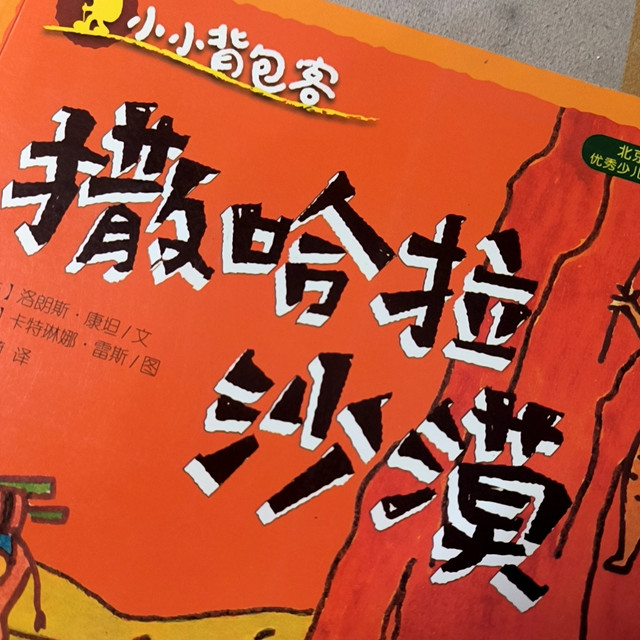 小小背包客
北京
优秀少儿
撒哈拉
沙漠
】洛朗斯·康坦/文
】卡特琳娜·雷斯/图
译